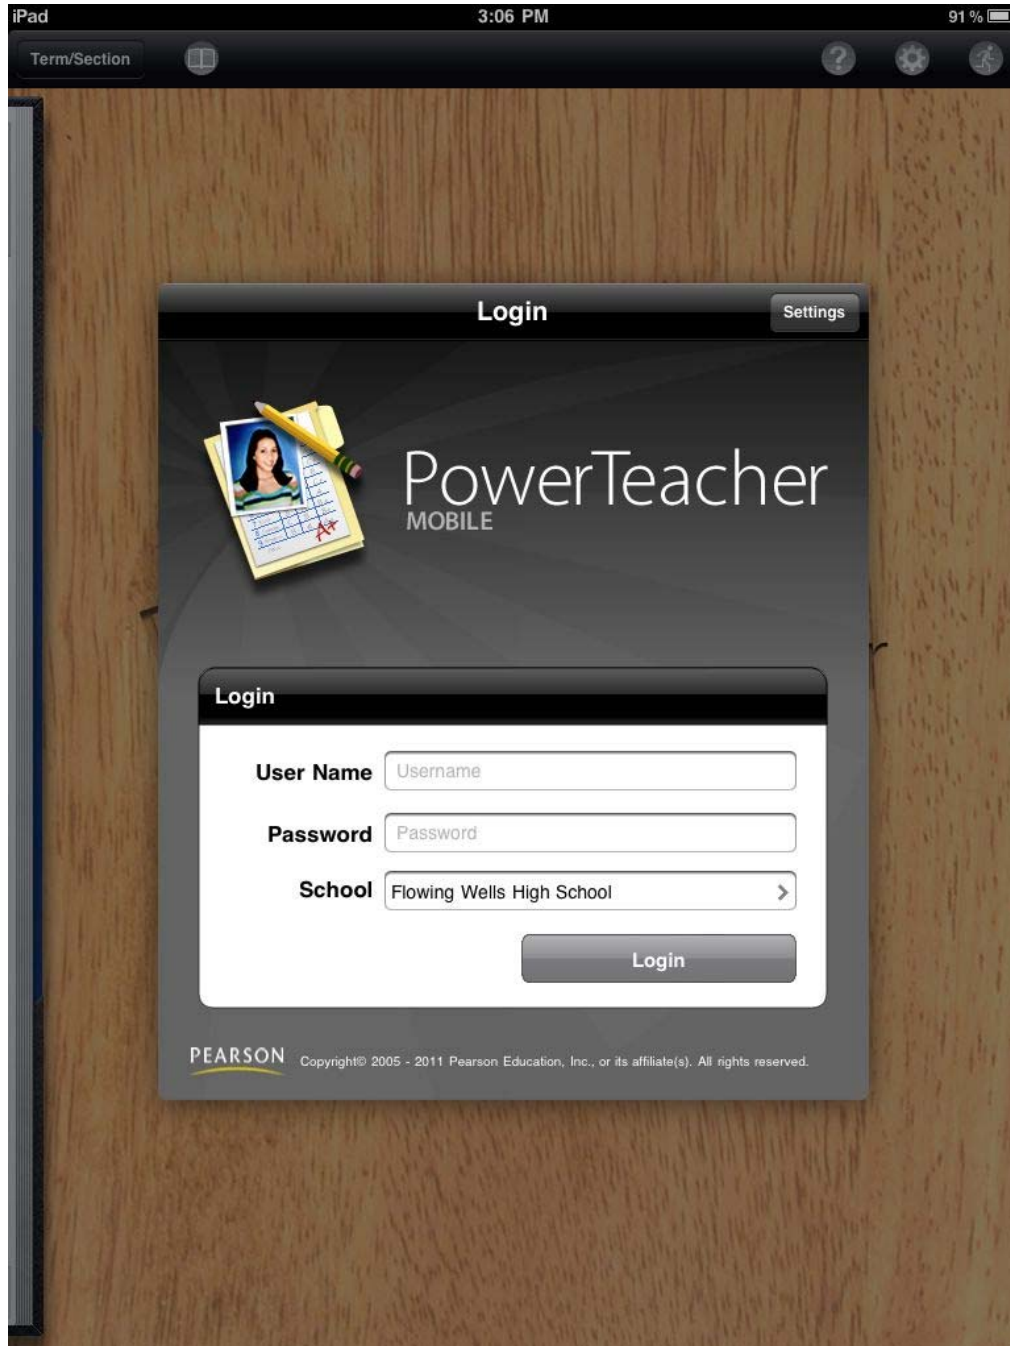 iPad 3:06 PM 91 %
Term/Section ?
Login Settings
A+
PowerTeacher
MOBILE
Login
User Name Username
Password Password
School Flowing Wells High School
Login
PEARSON Copyright© 2005 - 2011 Pearson Education, Inc., or its affiliate(s). All rights reserved.